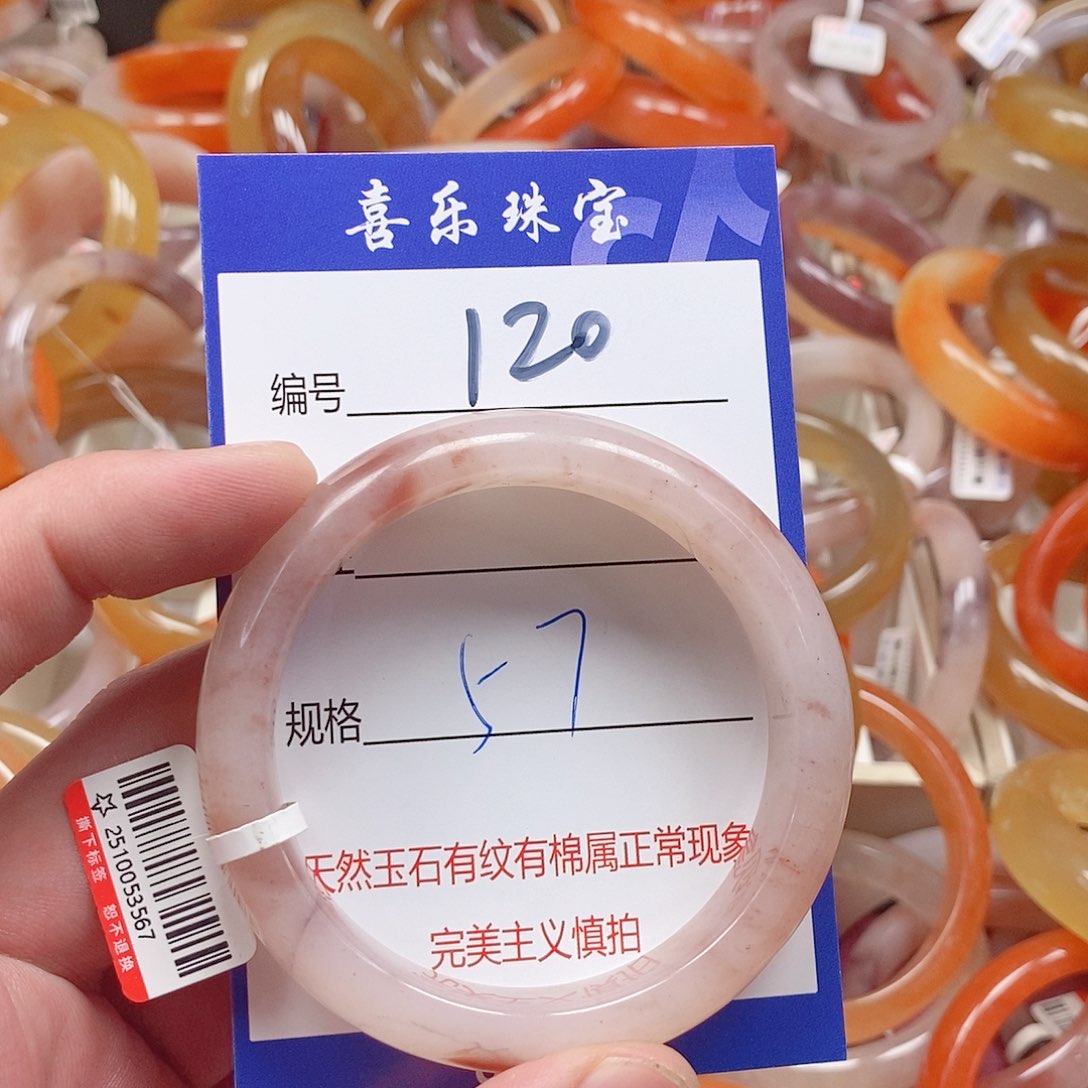 喜乐珠宝
编号 120
规格 57
天然玉石有纹有棉属正常现象
完美主义慎拍
☆ 2510053567
撕下标签 恕不退换